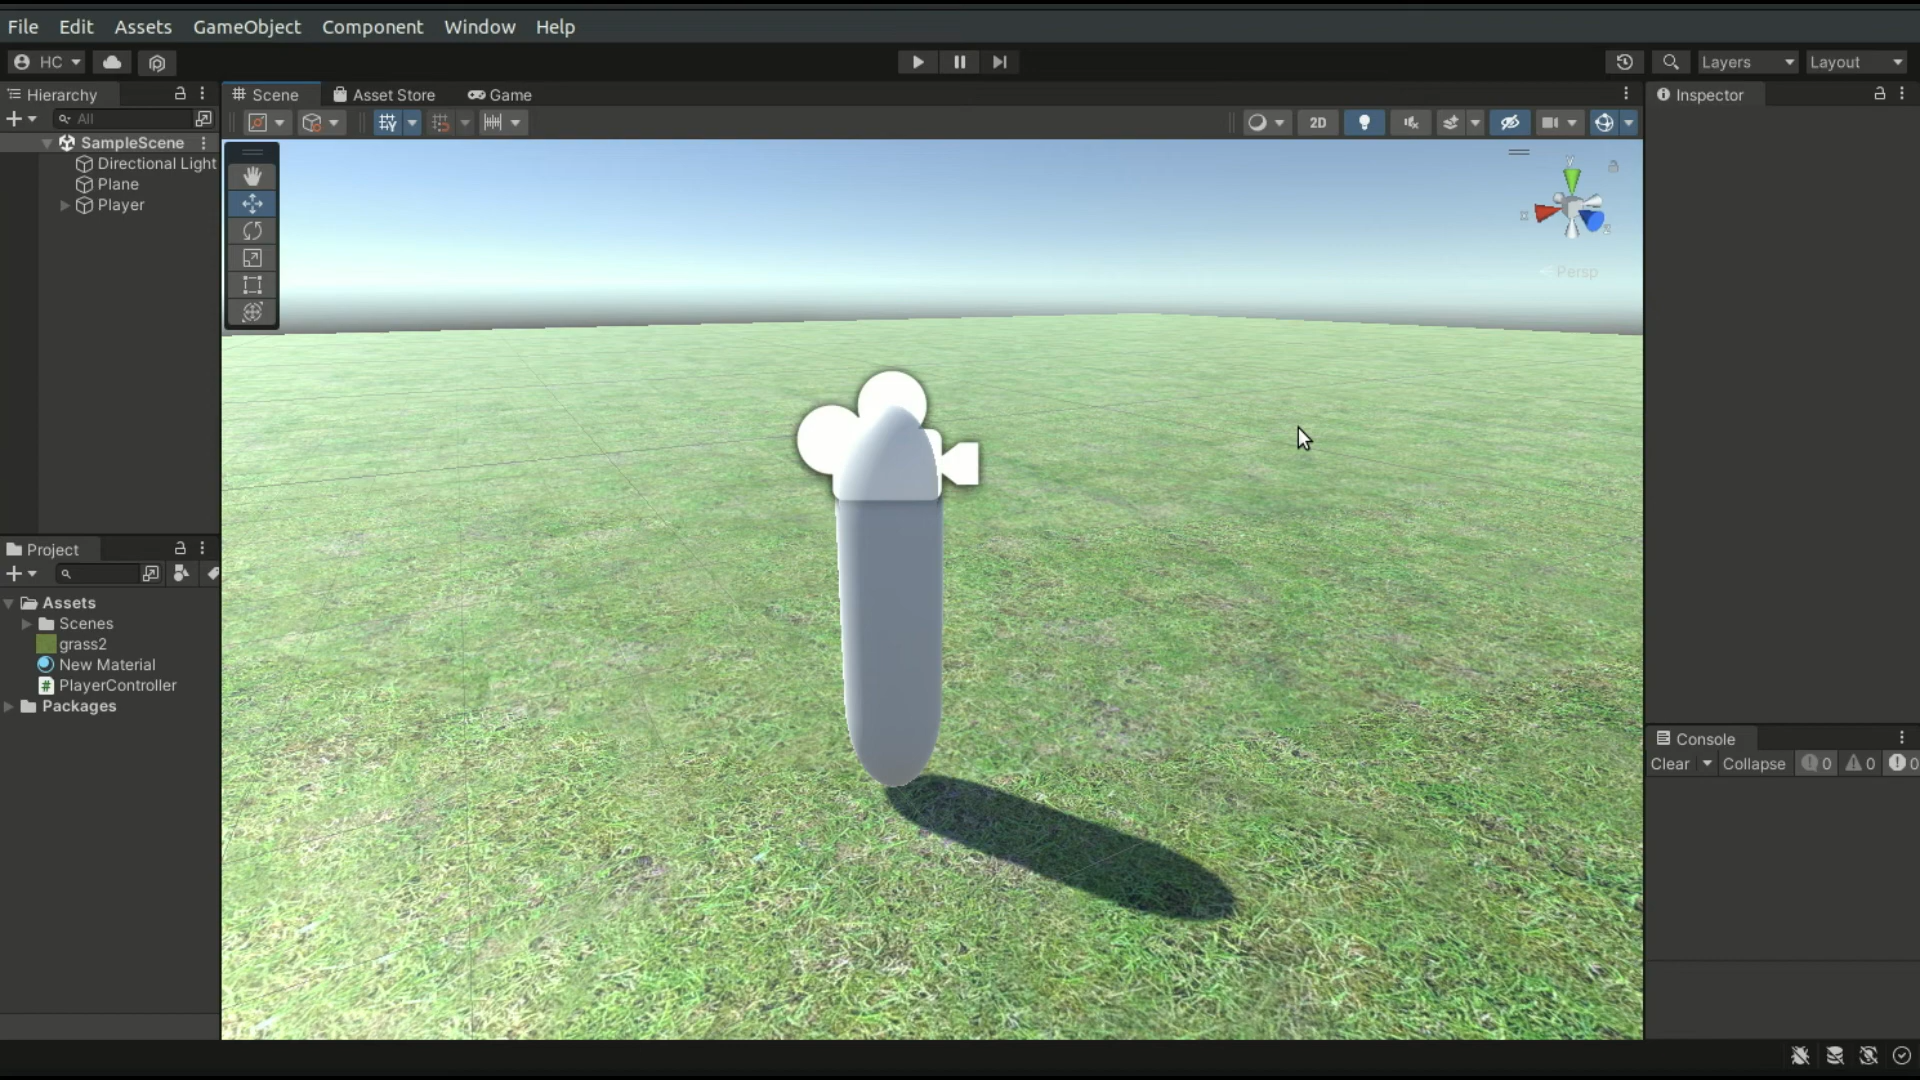 File Edit Assets GameObject Component Window Help
HC Layers Layout
Hierarchy Scene Asset Store Game Inspector
All 2D
SampleScene
Directional Light
Plane
Player
y
x
z
Persp
Project
Assets
Scenes
grass2
New Material
PlayerController
Packages
Console
Clear Collapse 0 0 0